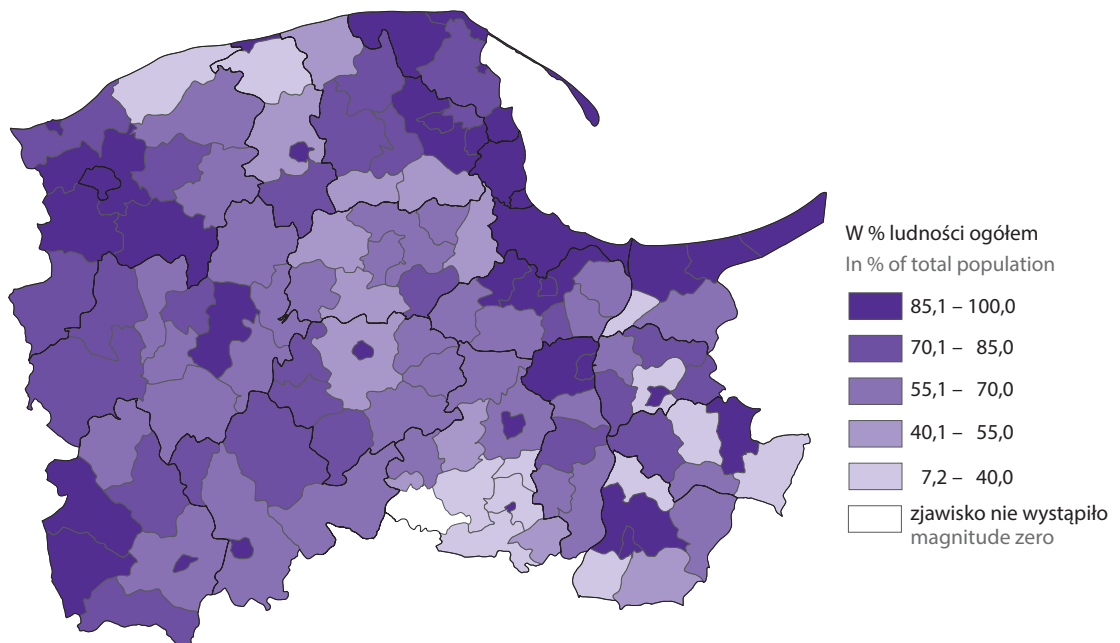 W % ludności ogółem
In % of total population
85,1 – 100,0
70,1 – 85,0
55,1 – 70,0
40,1 – 55,0
7,2 – 40,0
zjawisko nie wystąpiło
magnitude zero